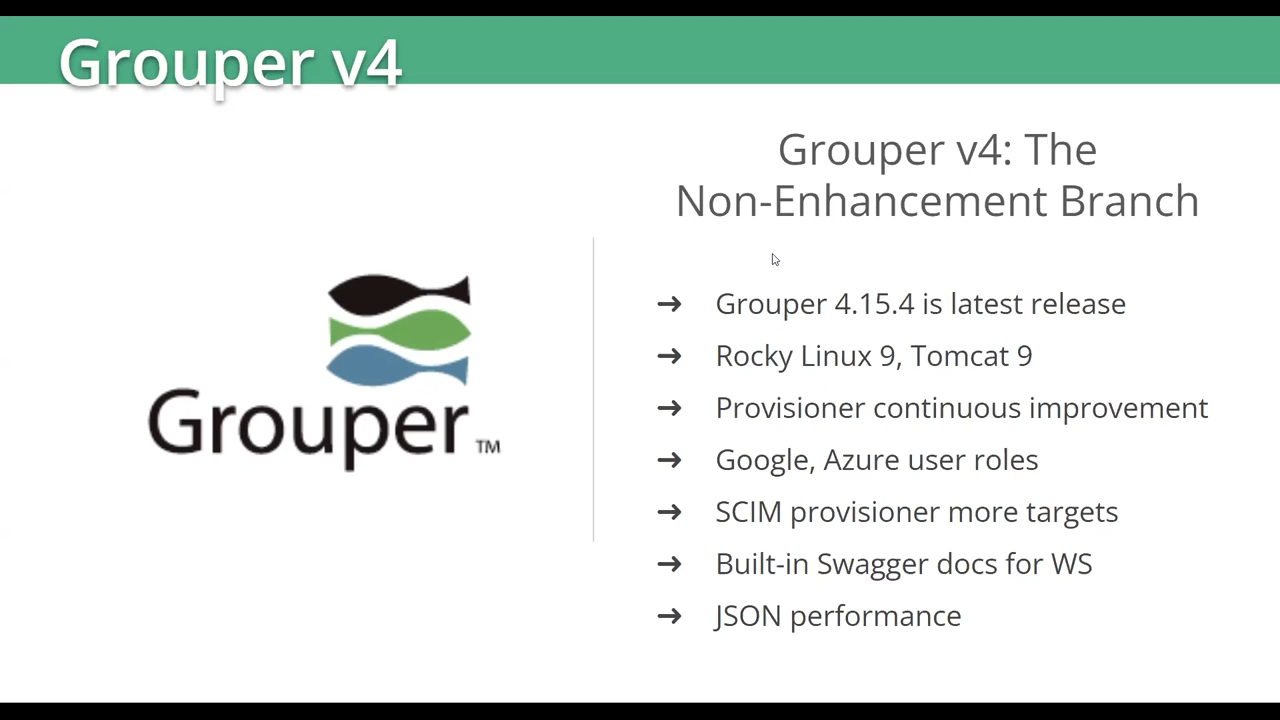 Grouper v4
Grouper v4: The
Non-Enhancement Branch
Grouper™
➔ Grouper 4.15.4 is latest release
➔ Rocky Linux 9, Tomcat 9
➔ Provisioner continuous improvement
➔ Google, Azure user roles
➔ SCIM provisioner more targets
➔ Built-in Swagger docs for WS
➔ JSON performance